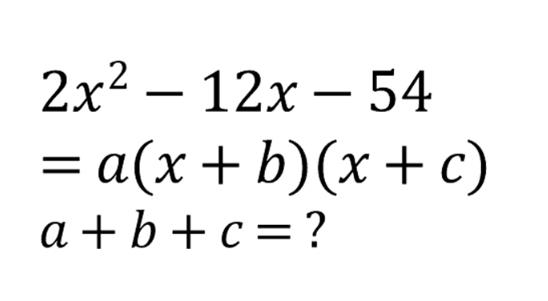 2x² − 12x − 54
= a(x + b)(x + c)
a + b + c = ?